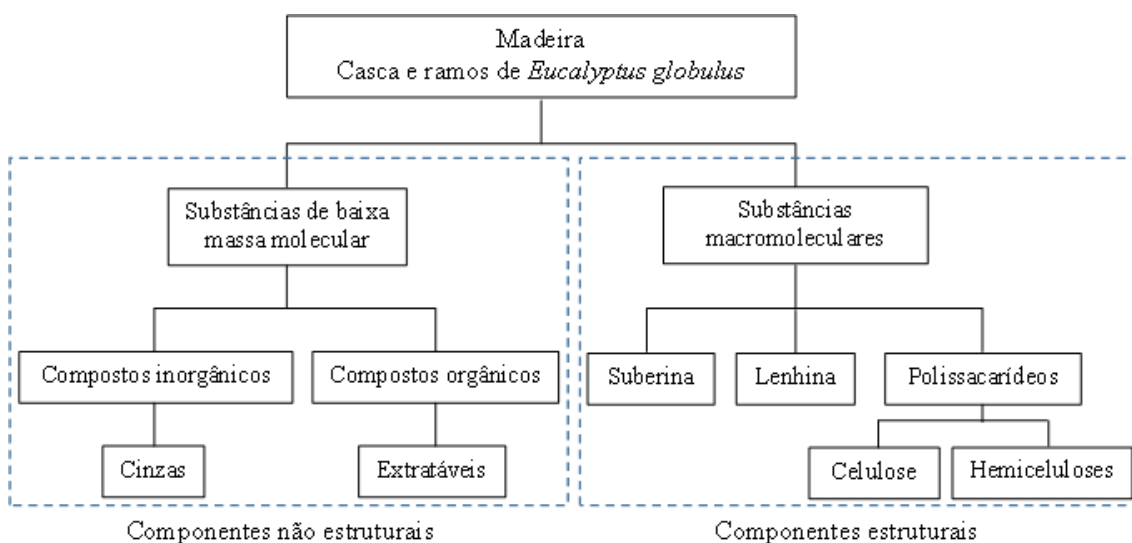 Madeira
Casca e ramos de Eucalyptus globulus
Substâncias de baixa
massa molecular
Substâncias
macromoleculares
Compostos inorgânicos
Compostos orgânicos
Suberina
Lenhina
Polissacarídeos
Cinzas
Extratáveis
Celulose
Hemiceluloses
Componentes não estruturais
Componentes estruturais